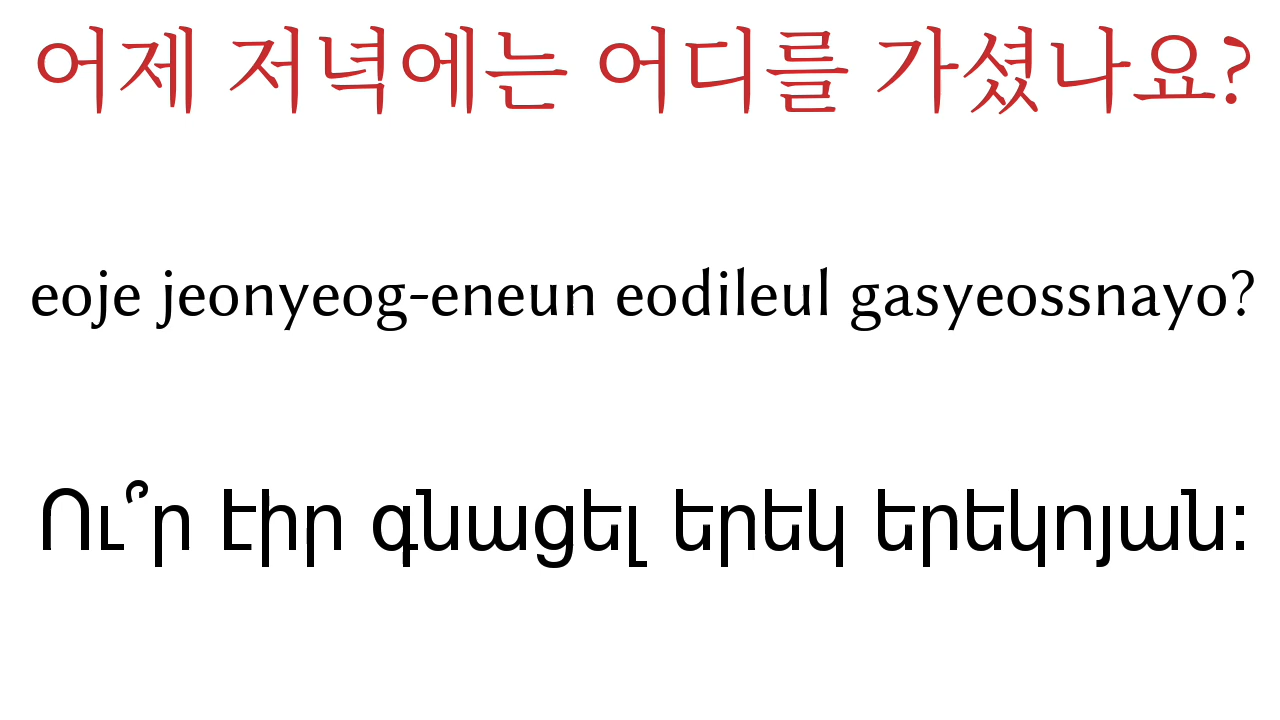 어제 저녁에는 어디를 가셨나요?
eoje jeonyeog-eneun eodileul gasyeossnayo?
Ու՞ր էիր գնացել երեկ երեկոյան: